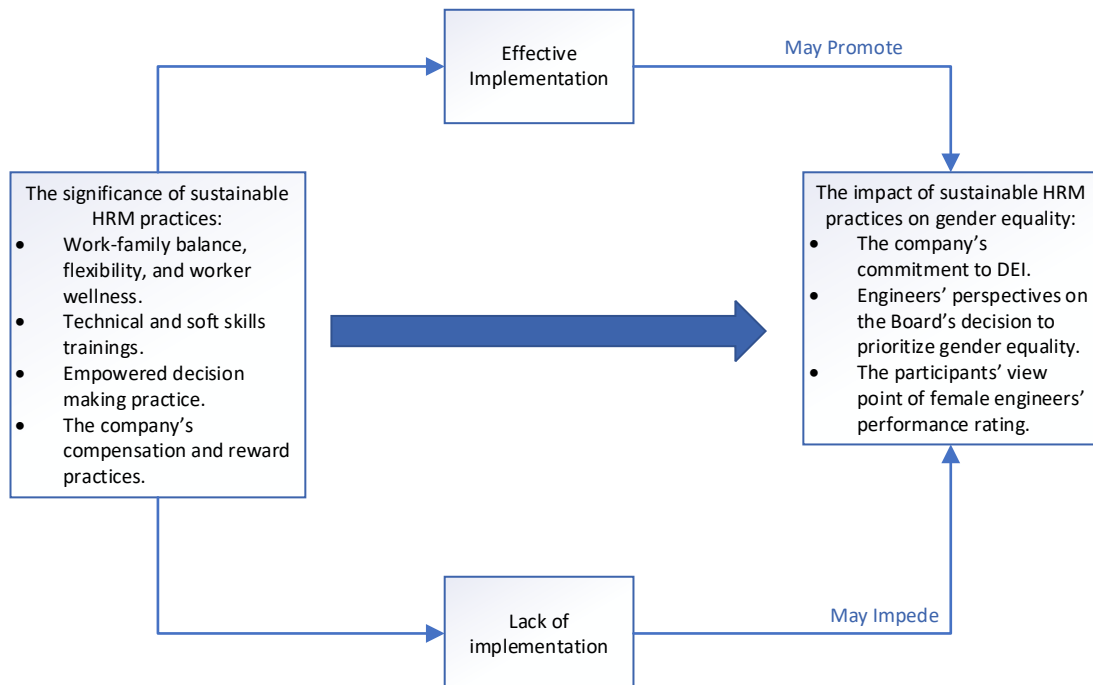 Effective
Implementation
May Promote
The significance of sustainable
HRM practices:
• Work-family balance,
flexibility, and worker
wellness.
• Technical and soft skills
trainings.
• Empowered decision
making practice.
• The company’s
compensation and reward
practices.
The impact of sustainable HRM
practices on gender equality:
• The company’s
commitment to DEI.
• Engineers’ perspectives on
the Board’s decision to
prioritize gender equality.
• The participants’ view
point of female engineers’
performance rating.
Lack of
implementation
May Impede